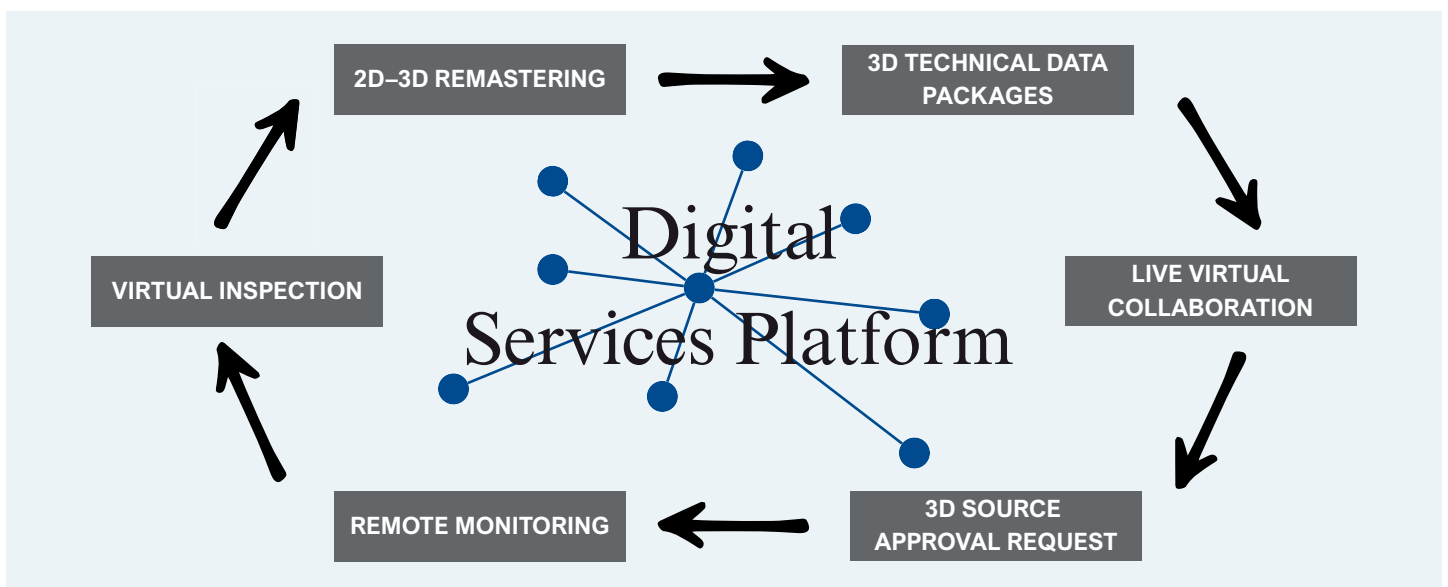 2D–3D REMASTERING
3D TECHNICAL DATA
PACKAGES
Digital
VIRTUAL INSPECTION
LIVE VIRTUAL
COLLABORATION
Services Platform
REMOTE MONITORING
3D SOURCE
APPROVAL REQUEST